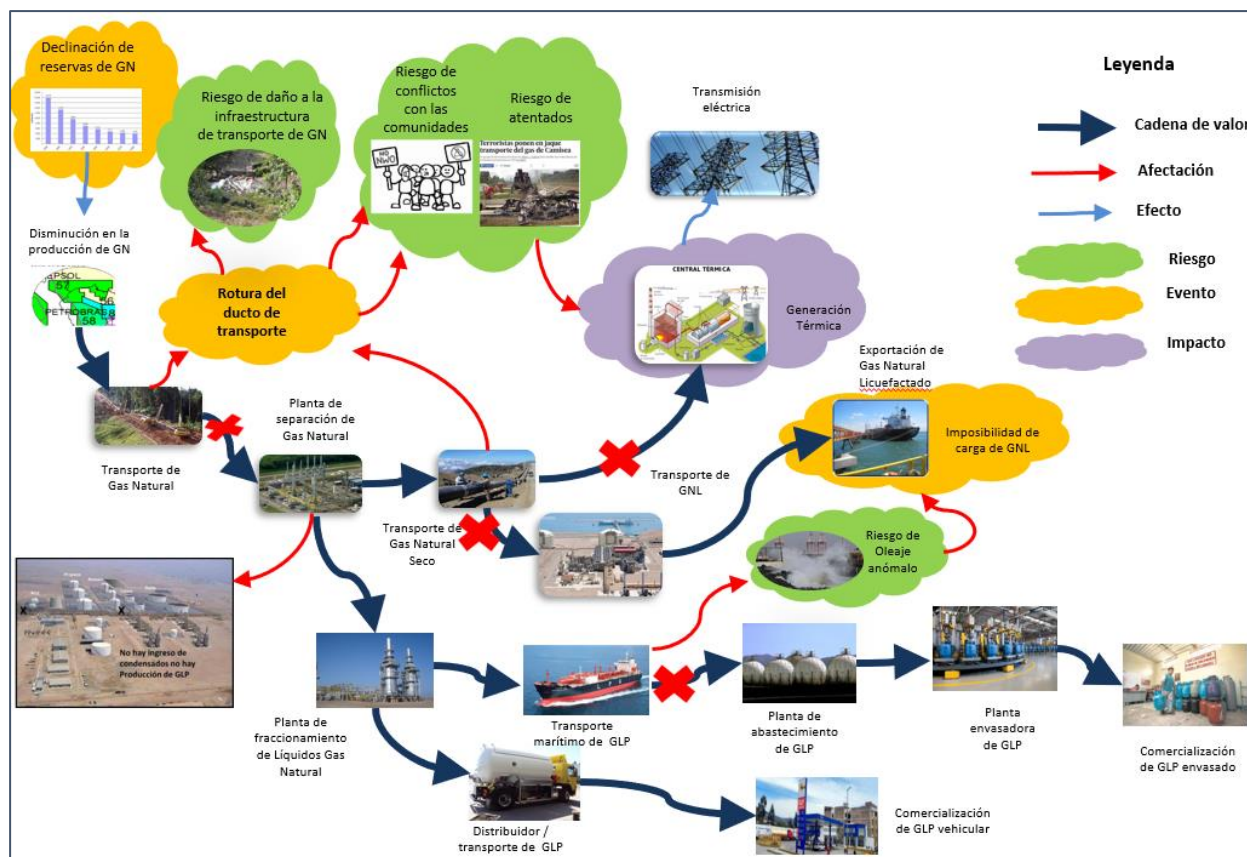 Declinación de
reservas de GN
Riesgo de daño a la
infraestructura
de transporte de GN
Riesgo de
conflictos
con las
comunidades
NO
NWO
Riesgo de
atentados
Terroristas ponen en jaque
transporte del gas de Camisea
Transmisión
eléctrica
Leyenda
Cadena de valor
Afectación
Efecto
Riesgo
Evento
Impacto
Disminución en la
producción de GN
PSOL
57
56
PETROBRAS
58
Rotura del
ducto de
transporte
CENTRAL TÉRMICA
Generación
Térmica
Exportación de
Gas Natural
Licuefactado
Imposibilidad de
carga de GNL
Planta de
separación de
Gas Natural
Transporte de
Gas Natural
Transporte de
GNL
Transporte de
Gas Natural
Seco
Riesgo de
Oleaje
anómalo
X
X
No hay ingreso de
condensados no hay
Producción de GLP
Planta de
fraccionamiento
de Líquidos Gas
Natural
Transporte
marítimo de GLP
Planta de
abastecimiento
de GLP
Planta
envasadora
de GLP
Comercialización
de GLP envasado
Distribuidor /
transporte de GLP
Comercialización
de GLP vehicular